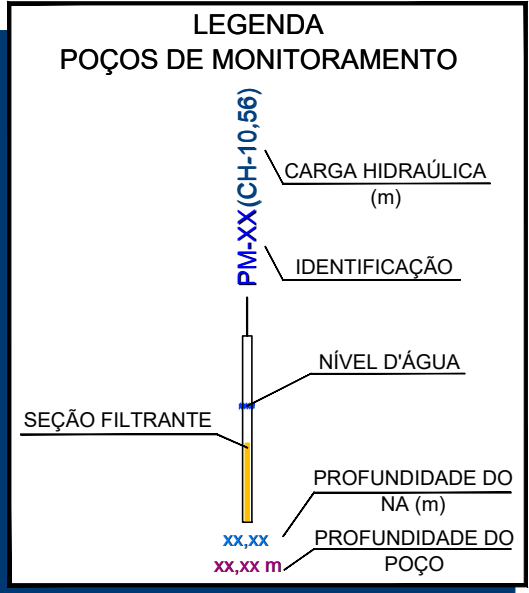 LEGENDA
POÇOS DE MONITORAMENTO
PM-XX(CH-10,56)
CARGA HIDRAÚLICA
(m)
IDENTIFICAÇÃO
NÍVEL D'ÁGUA
SEÇÃO FILTRANTE
PROFUNDIDADE DO
NA (m)
xx,xx
PROFUNDIDADE DO
POÇO
xx,xx m